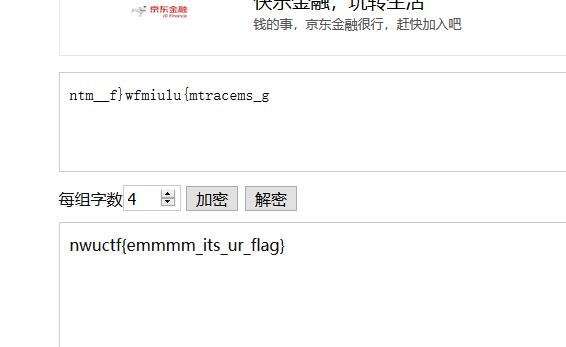 快乐金融，玩转生活
京东金融
JD Finance
钱的事，京东金融很行，赶快加入吧
ntm__f}wfmiulu{mtracems_g
每组字数 4 加密 解密
nwuctf{emmmm_its_ur_flag}